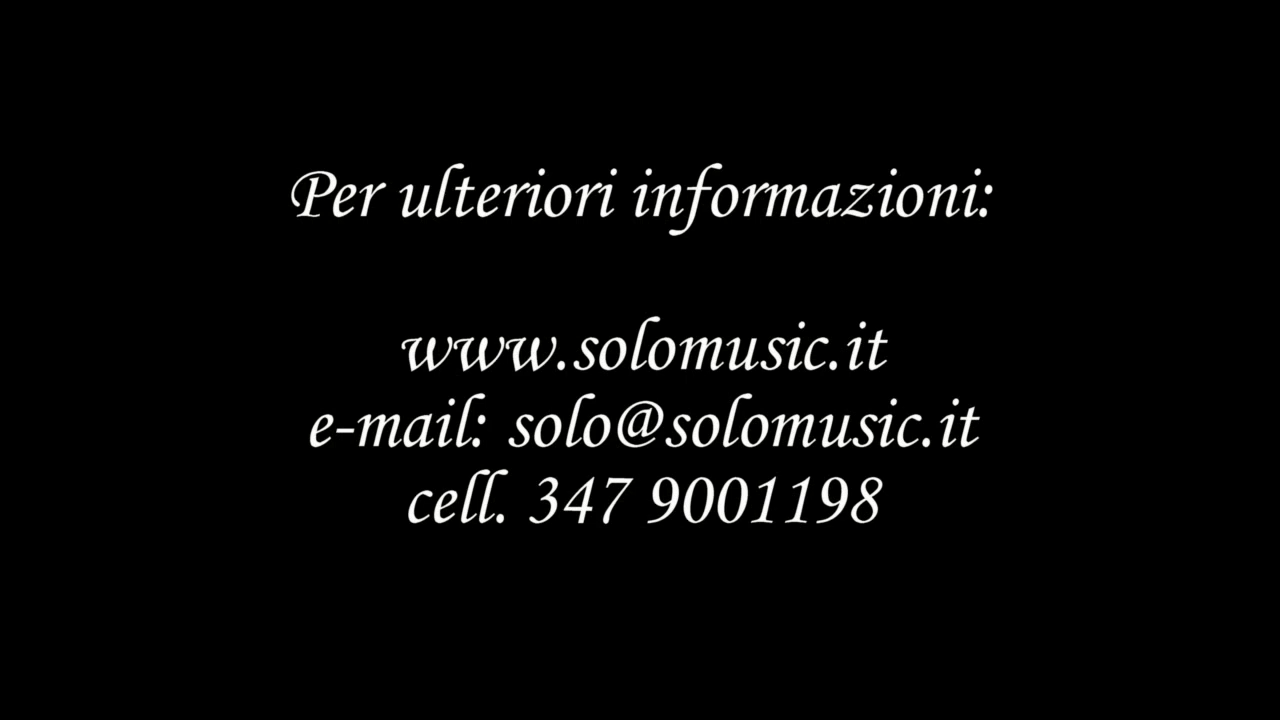 Per ulteriori informazioni:
www.solomusic.it
e-mail: solo@solomusic.it
cell. 347 9001198